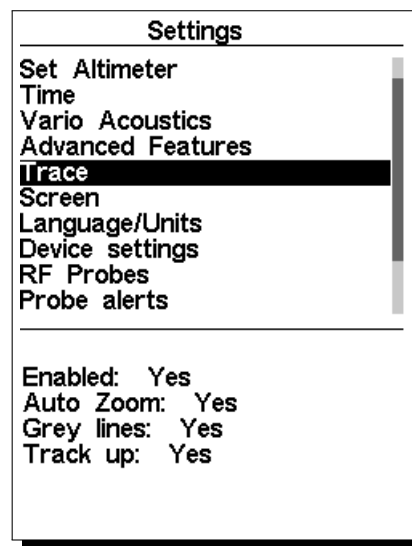 Settings
Set Altimeter
Time
Vario Acoustics
Advanced Features
Trace
Screen
Language/Units
Device settings
RF Probes
Probe alerts
Enabled: Yes
Auto Zoom: Yes
Grey lines: Yes
Track up: Yes